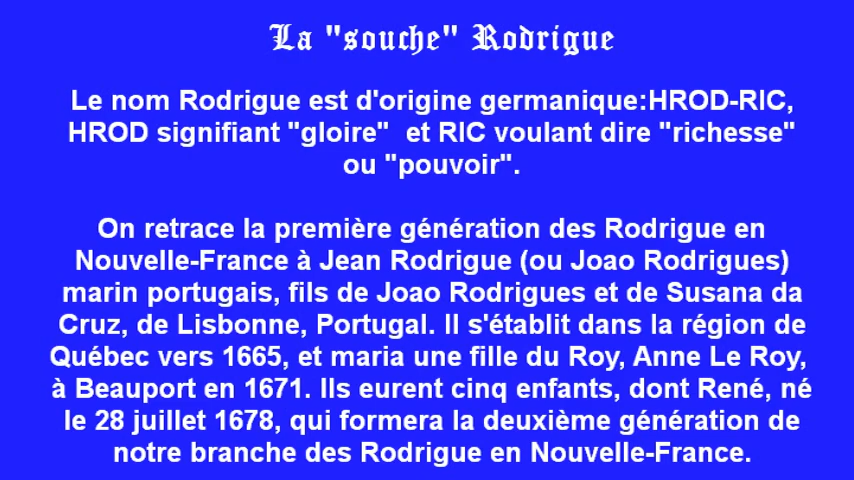 La "souche" Rodrigue
Le nom Rodrigue est d'origine germanique:HROD-RIC,
HROD signifiant "gloire"  et RIC voulant dire "richesse"
ou "pouvoir".
On retrace la première génération des Rodrigue en
Nouvelle-France à Jean Rodrigue (ou Joao Rodrigues)
marin portugais, fils de Joao Rodrigues et de Susana da
Cruz, de Lisbonne, Portugal. Il s'établit dans la région de
Québec vers 1665, et maria une fille du Roy, Anne Le Roy,
à Beauport en 1671. Ils eurent cinq enfants, dont René, né
le 28 juillet 1678, qui formera la deuxième génération de
notre branche des Rodrigue en Nouvelle-France.